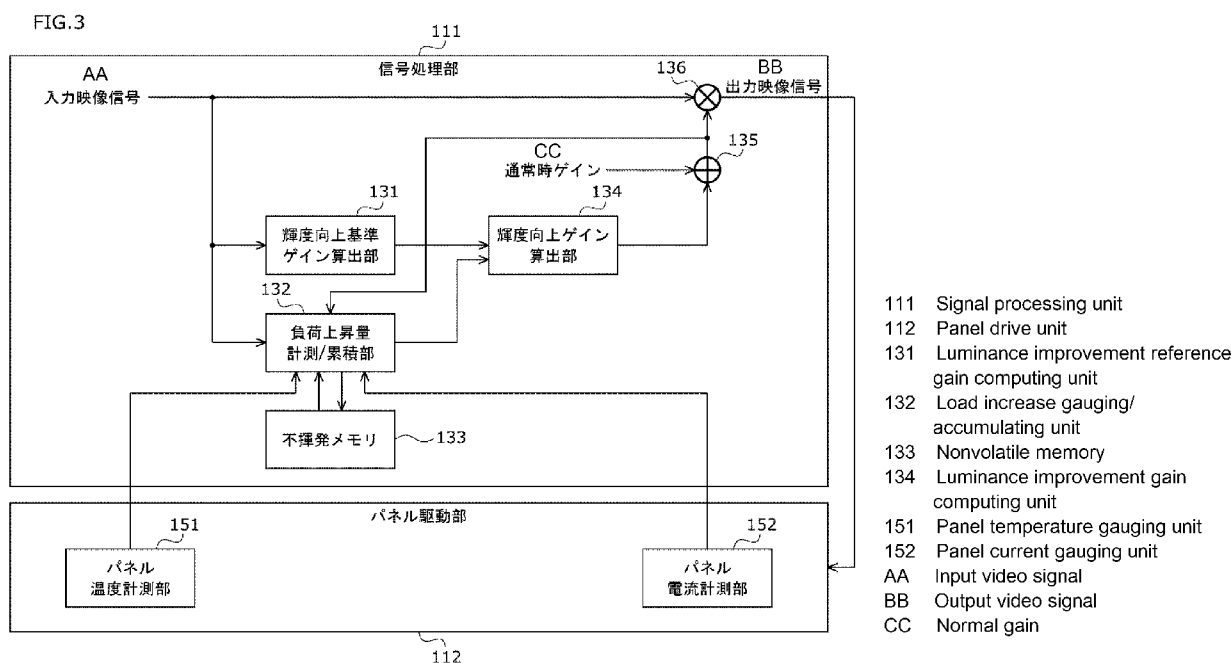 FIG.3
111
AA
信号処理部
136
BB
入力映像信号
出力映像信号
CC
135
通常時ゲイン
131
134
輝度向上基準
ゲイン算出部
輝度向上ゲイン
算出部
132
負荷上昇量
計測/累積部
不揮発メモリ
133
パネル駆動部
151
152
パネル
温度計測部
パネル
電流計測部
112
111 Signal processing unit
112 Panel drive unit
131 Luminance improvement reference
gain computing unit
132 Load increase gauging/
accumulating unit
133 Nonvolatile memory
134 Luminance improvement gain
computing unit
151 Panel temperature gauging unit
152 Panel current gauging unit
AA Input video signal
BB Output video signal
CC Normal gain